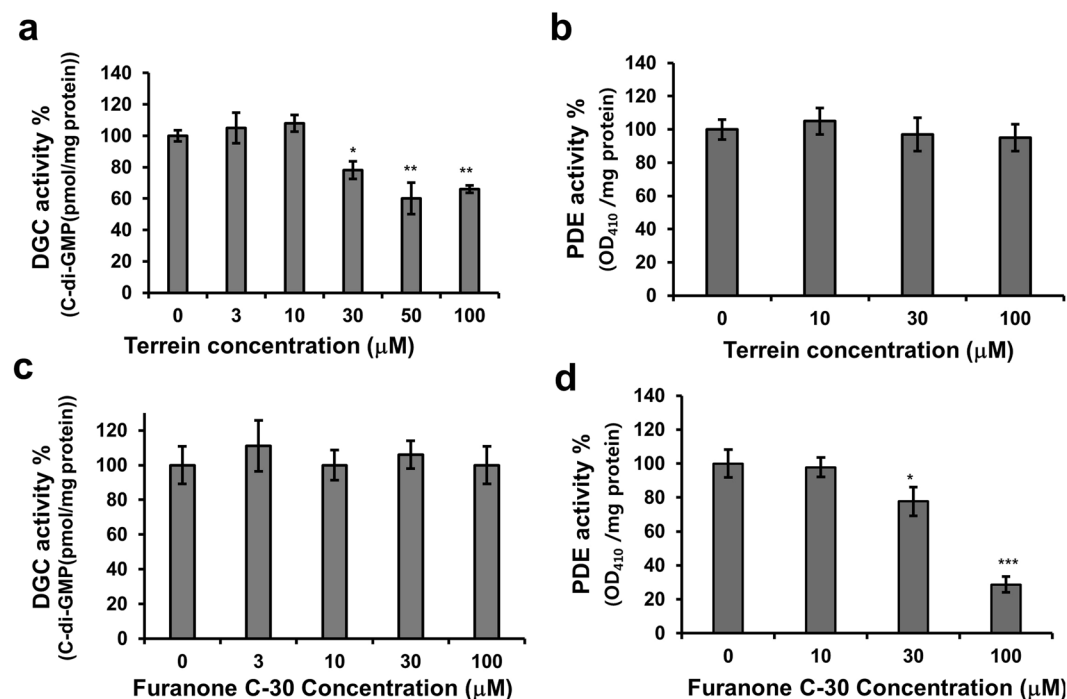 a
DGC activity %
(C-di-GMP(pmol/mg protein))
140
120
100
80
60
40
20
0
*
**
**
0 3 10 30 50 100
Terrein concentration (μM)
b
PDE activity %
(OD410 /mg protein)
140
120
100
80
60
40
20
0
0 10 30 100
Terrein concentration (μM)
c
DGC activity %
(C-di-GMP(pmol/mg protein))
120
100
80
60
40
20
0
0 3 10 30 100
Furanone C-30 Concentration (μM)
d
PDE activity %
(OD410 /mg protein)
140
120
100
80
60
40
20
0
*
***
0 10 30 100
Furanone C-30 Concentration (μM)